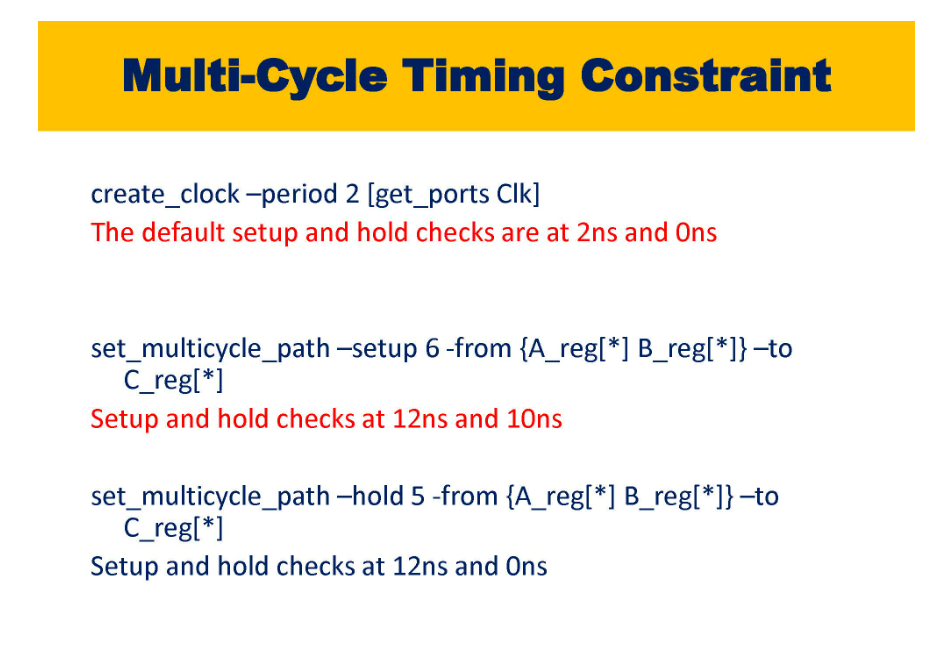 Multi-Cycle Timing Constraint
create_clock –period 2 [get_ports Clk]
The default setup and hold checks are at 2ns and 0ns
set_multicycle_path –setup 6 -from {A_reg[*] B_reg[*]} –to
C_reg[*]
Setup and hold checks at 12ns and 10ns
set_multicycle_path –hold 5 -from {A_reg[*] B_reg[*]} –to
C_reg[*]
Setup and hold checks at 12ns and 0ns